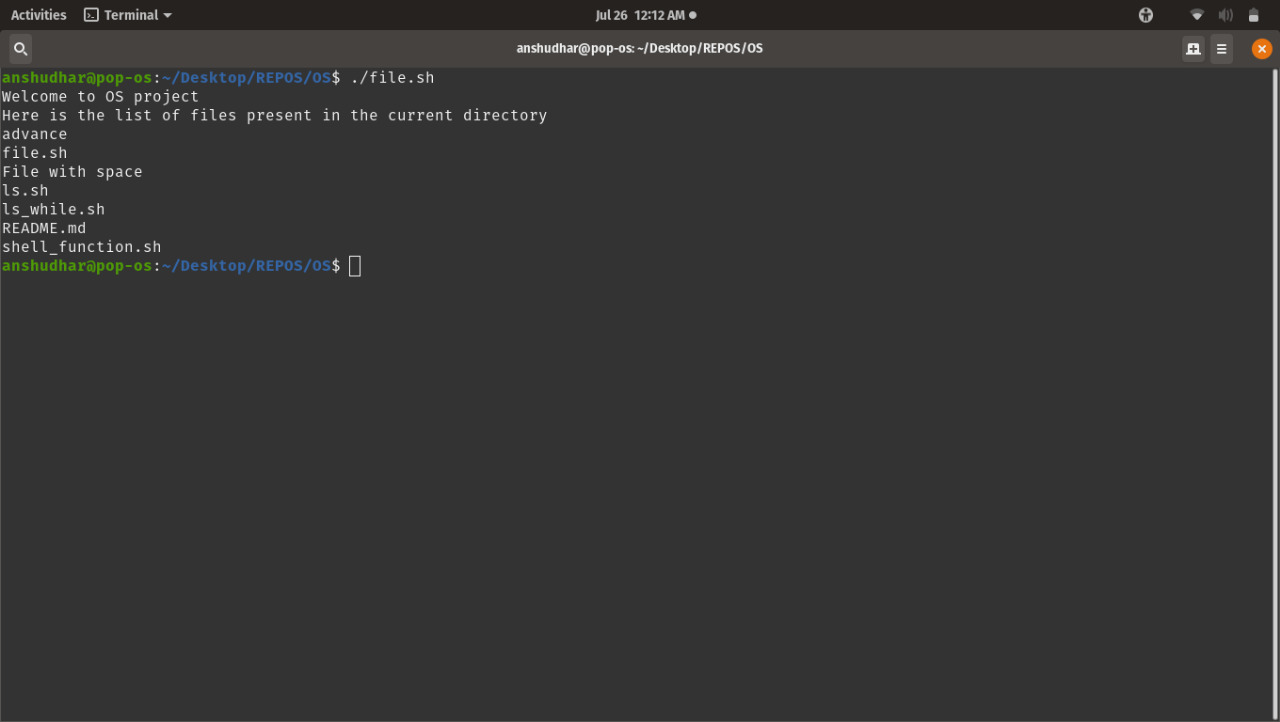 Activities Terminal Jul 26 12:12 AM
anshudhar@pop-os: ~/Desktop/REPOS/OS
anshudhar@pop-os:~/Desktop/REPOS/OS$ ./file.sh
Welcome to OS project
Here is the list of files present in the current directory
advance
file.sh
File with space
ls.sh
ls_while.sh
README.md
shell_function.sh
anshudhar@pop-os:~/Desktop/REPOS/OS$